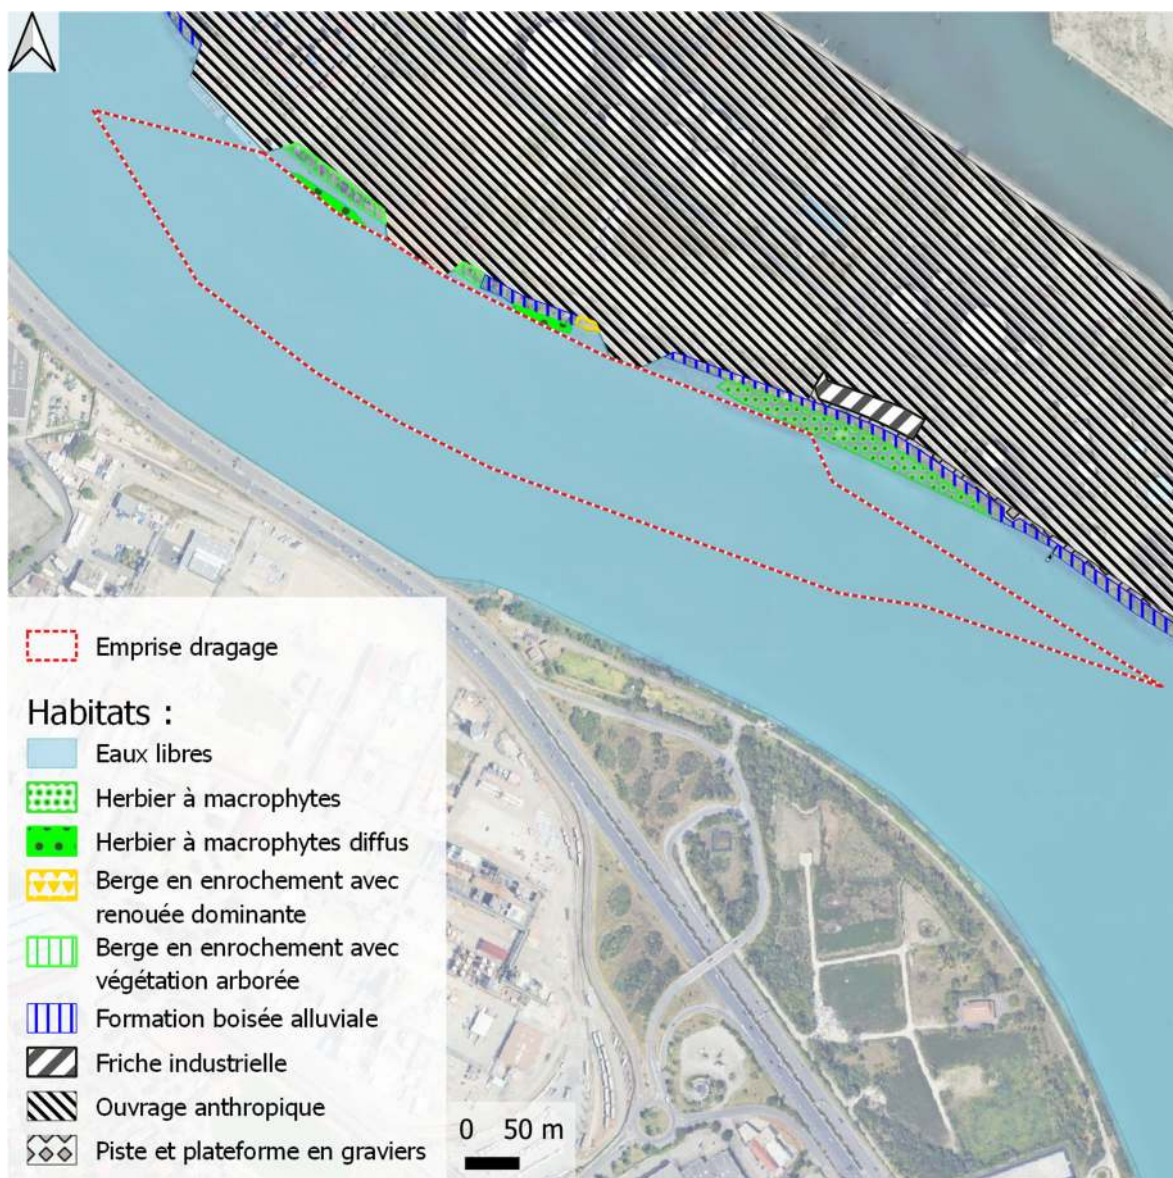 Emprise dragage
Habitats :
Eaux libres
Herbier à macrophytes
Herbier à macrophytes diffus
Berge en enrochement avec
renouée dominante
Berge en enrochement avec
végétation arborée
Formation boisée alluviale
Friche industrielle
Ouvrage anthropique
Piste et plateforme en graviers
0 50 m